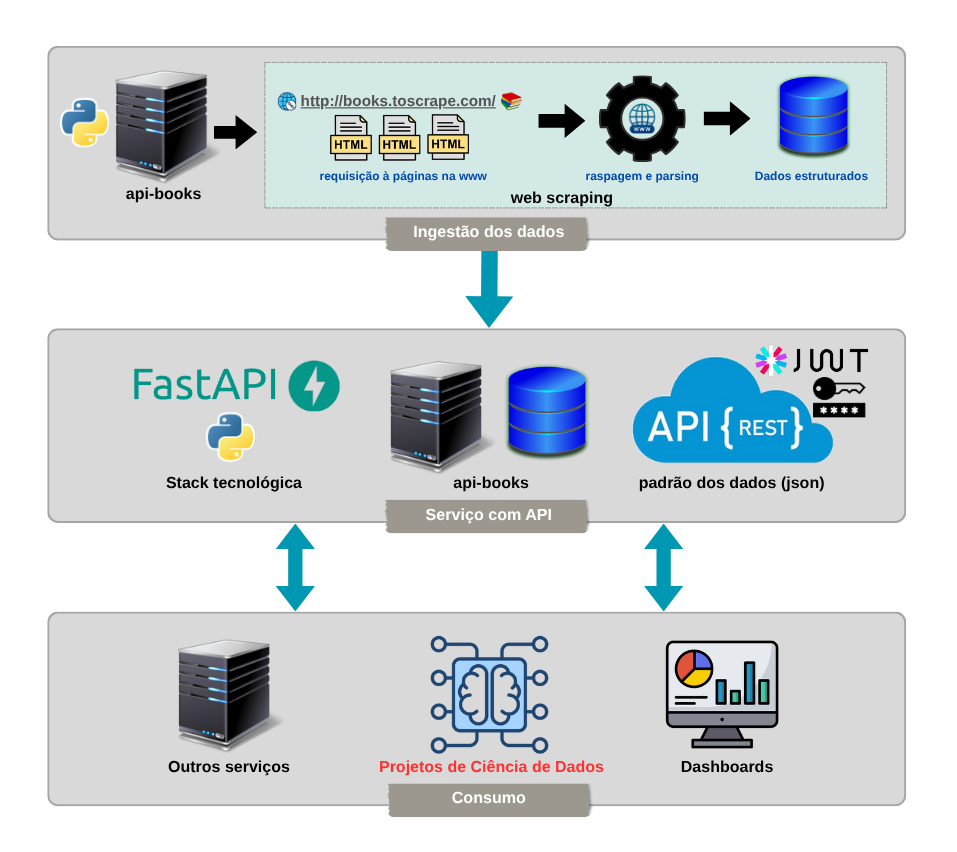 http://books.toscrape.com/
HTML HTML HTML
WWW
requisição à páginas na www
raspagem e parsing
Dados estruturados
api-books
web scraping
Ingestão dos dados
FastAPI
JWT
****
API {REST}
Stack tecnológica
api-books
padrão dos dados (json)
Serviço com API
Outros serviços
Projetos de Ciência de Dados
Dashboards
Consumo